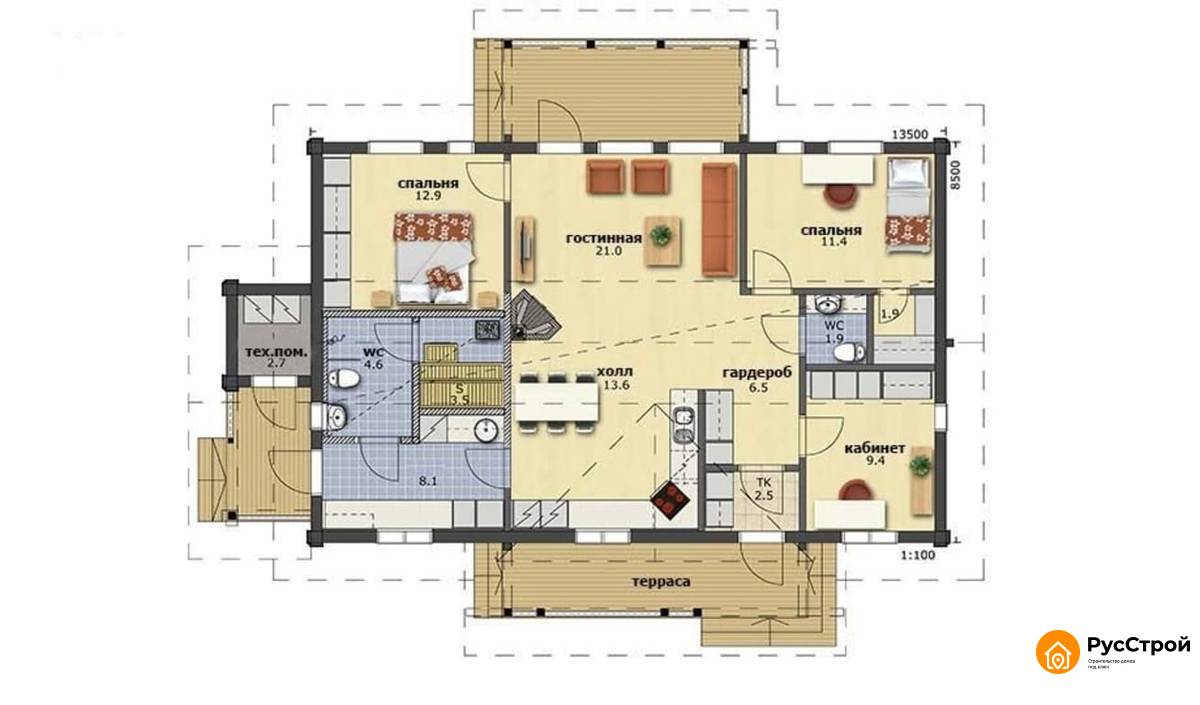 13500
8500
спальня
12.9
гостинная
21.0
спальня
11.4
1.9
WC
1.9
тех.пом.
2.7
WC
4.6
S
3.5
холл
13.6
гардероб
6.5
кабинет
9.4
8.1
ТК
2.5
1:100
терраса
РусСтрой
Строительство домов
под ключ